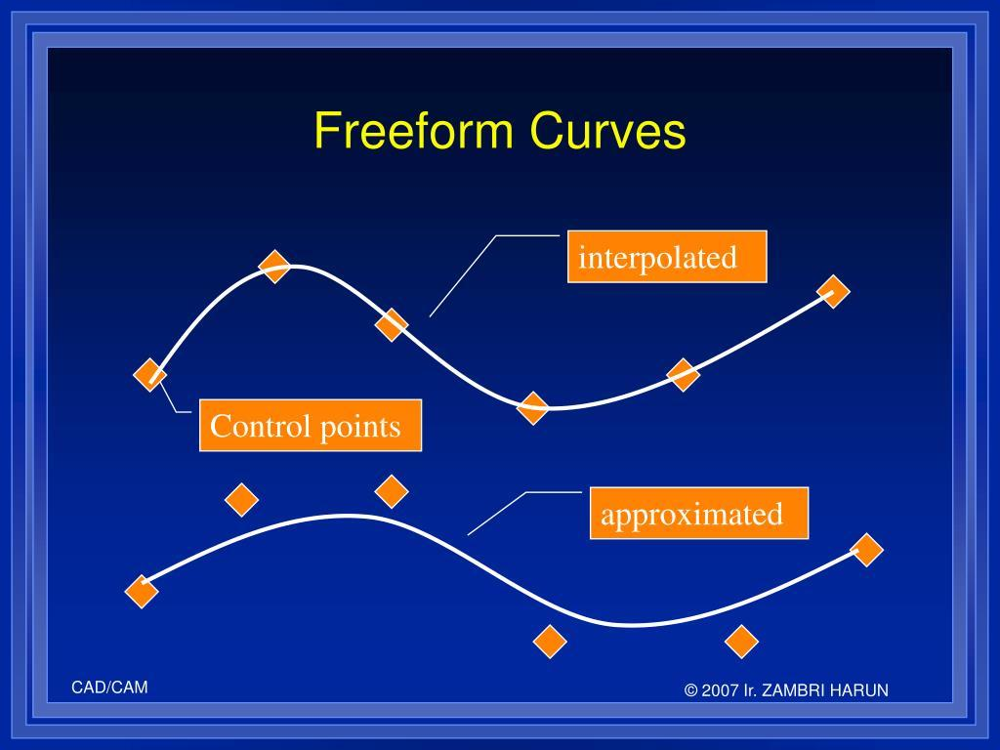 Freeform Curves
interpolated
Control points
approximated
CAD/CAM
© 2007 Ir. ZAMBRI HARUN